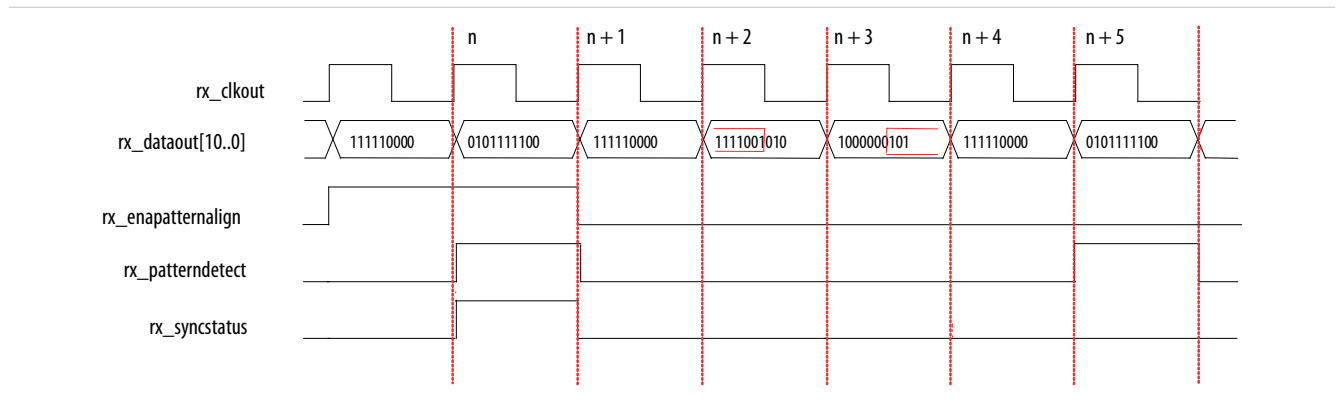 n n + 1 n + 2 n + 3 n + 4 n + 5
rx_clkout
rx_dataout[10..0] 111110000 0101111100 111110000 1111001010 1000000101 111110000 0101111100
rx_enapatternalign
rx_patterndetect
rx_syncstatus